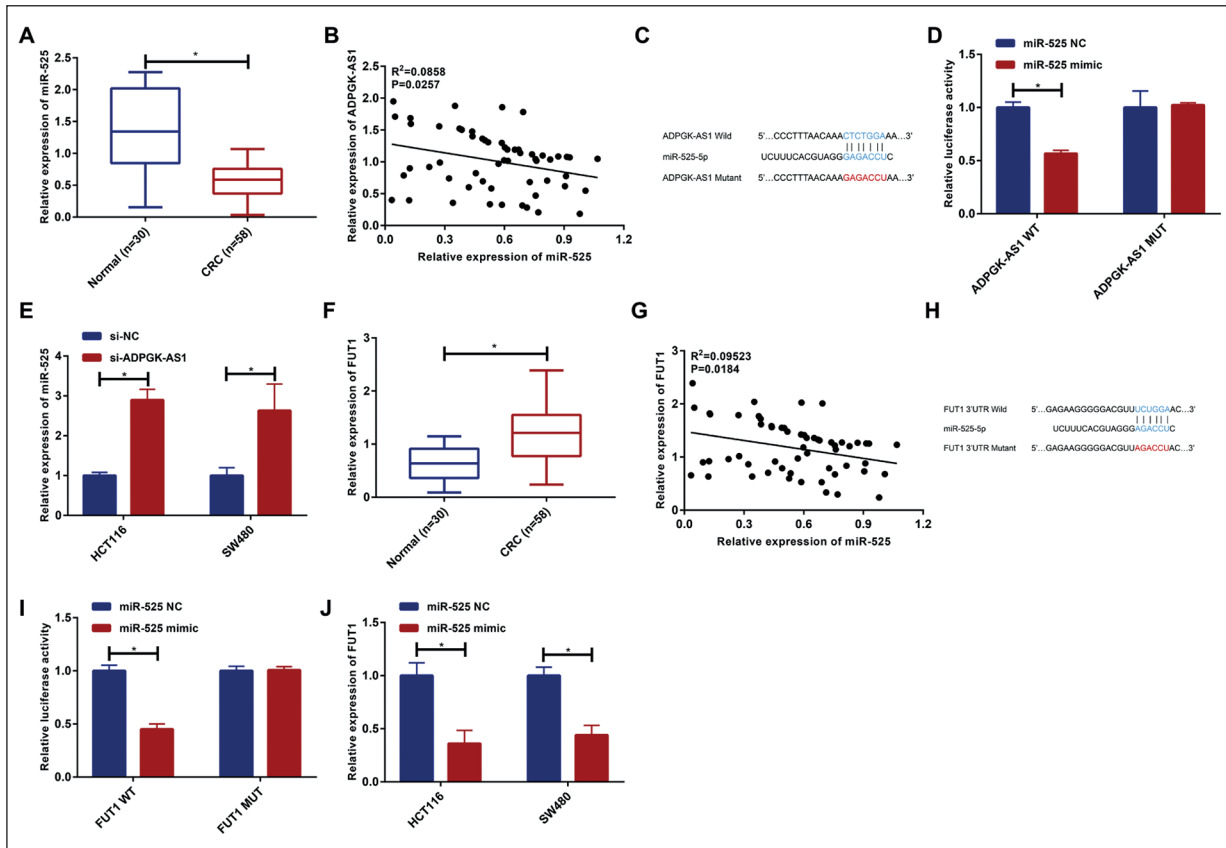 A
Relative expression of miR-525
2.5
2.0
1.5
1.0
0.5
0.0
*
Normal (n=30)
CRC (n=58)
B
Relative expression of ADPGK-AS1
2.5
2.0
1.5
1.0
0.5
0.0
R²=0.0858
P=0.0257
0.0 0.3 0.6 0.9 1.2
Relative expression of miR-525
C
ADPGK-AS1 Wild 5'...CCCTTTAACAAACTCTGGAAA...3'
miR-525-5p UCUUUCACGUAGGGAGACCUC
ADPGK-AS1 Mutant 5'...CCCTTTAACAAAGAGACCUAA...3'
D
miR-525 NC
miR-525 mimic
Relative luciferase activity
1.5
1.0
0.5
0.0
*
ADPGK-AS1 WT
ADPGK-AS1 MUT
E
si-NC
si-ADPGK-AS1
Relative expression of miR-525
4
3
2
1
0
* *
HCT116
SW480
F
Relative expression of FUT1
3
2
1
0
*
Normal (n=30)
CRC (n=58)
G
Relative expression of FUT1
3
2
1
0
R²=0.09523
P=0.0184
0.0 0.3 0.6 0.9 1.2
Relative expression of miR-525
H
FUT1 3'UTR Wild 5'...GAGAAGGGGGACGUUUCUGGAAC...3'
miR-525-5p UCUUUCACGUAGGGAGACCUC
FUT1 3'UTR Mutant 5'...GAGAAGGGGGACGUUAGACCUAC...3'
I
miR-525 NC
miR-525 mimic
Relative luciferase activity
1.5
1.0
0.5
0.0
*
FUT1 WT
FUT1 MUT
J
miR-525 NC
miR-525 mimic
Relative expression of FUT1
1.5
1.0
0.5
0.0
* *
HCT116
SW480